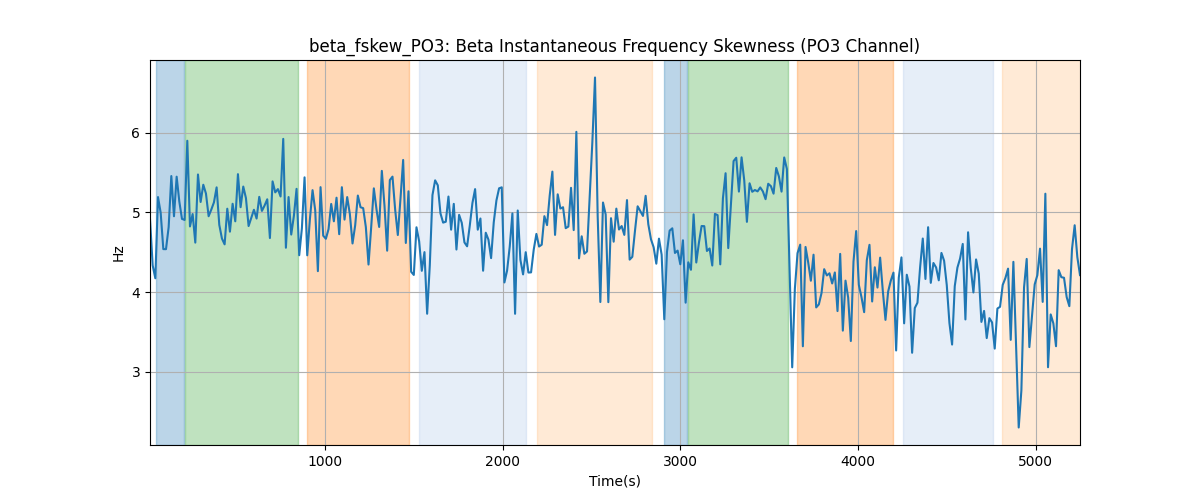 beta_fskew_PO3: Beta Instantaneous Frequency Skewness (PO3 Channel)
6
5
4
3
Hz
1000 2000 3000 4000 5000
Time(s)